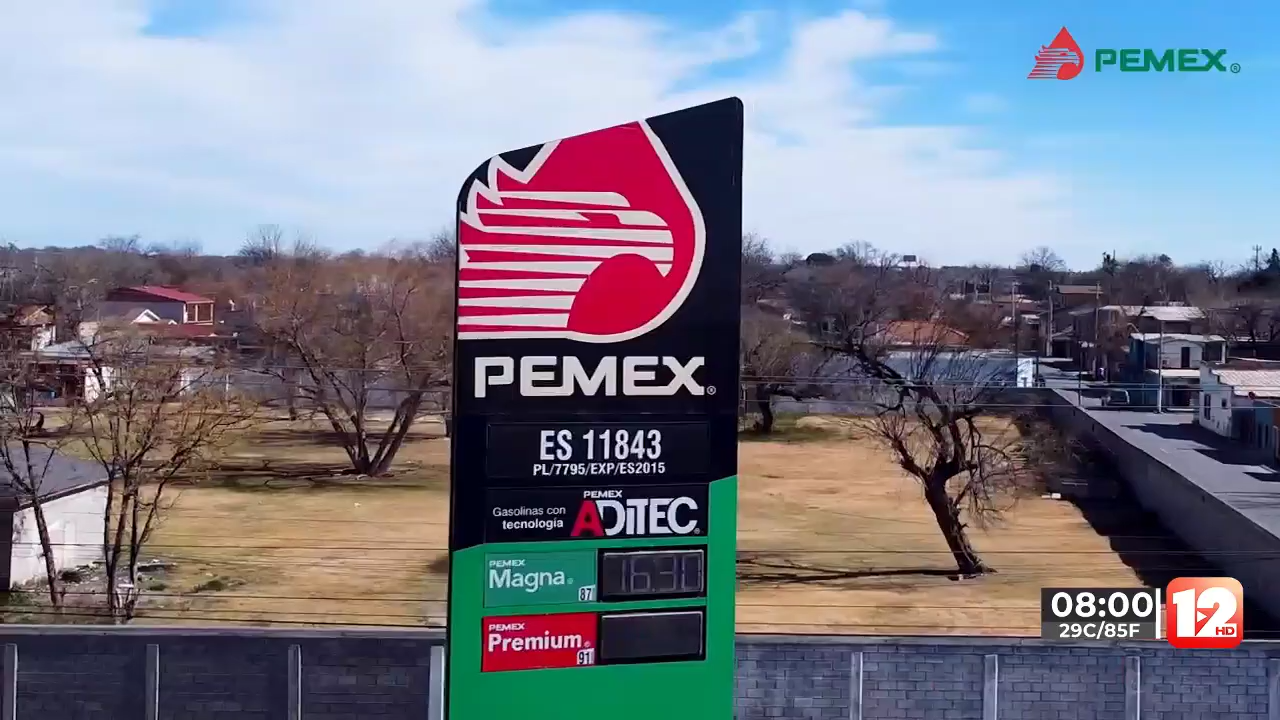 PEMEX®
PEMEX®
ES 11843
PL/7795/EXP/ES2015
Gasolinas con
tecnología
PEMEX
ADITEC®
PEMEX
Magna® 87
16.30
PEMEX
Premium® 91
08:00
29C/85F
12 HD